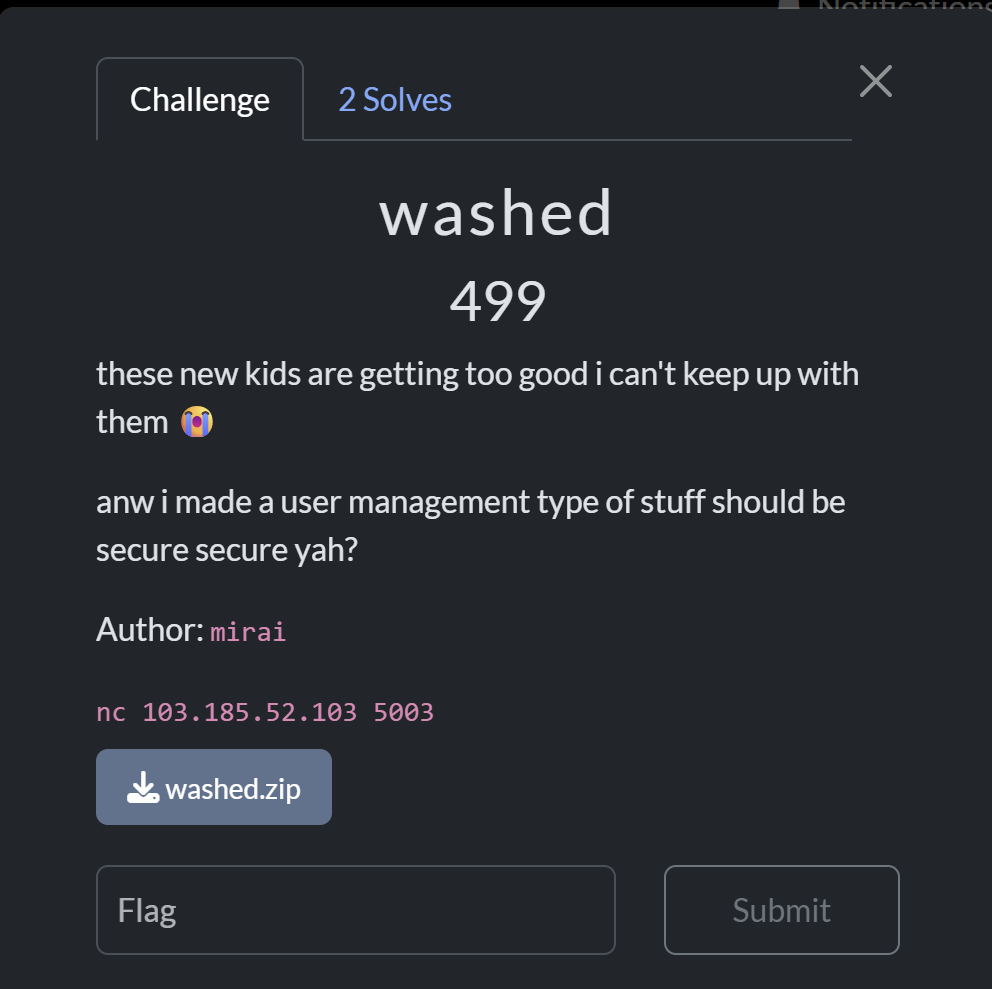 Notifications
Challenge
2 Solves
washed
499
these new kids are getting too good i can't keep up with
them 😭
anw i made a user management type of stuff should be
secure secure yah?
Author: mirai
nc 103.185.52.103 5003
washed.zip
Flag
Submit